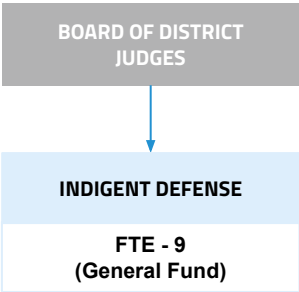 BOARD OF DISTRICT
JUDGES
INDIGENT DEFENSE
FTE - 9
(General Fund)